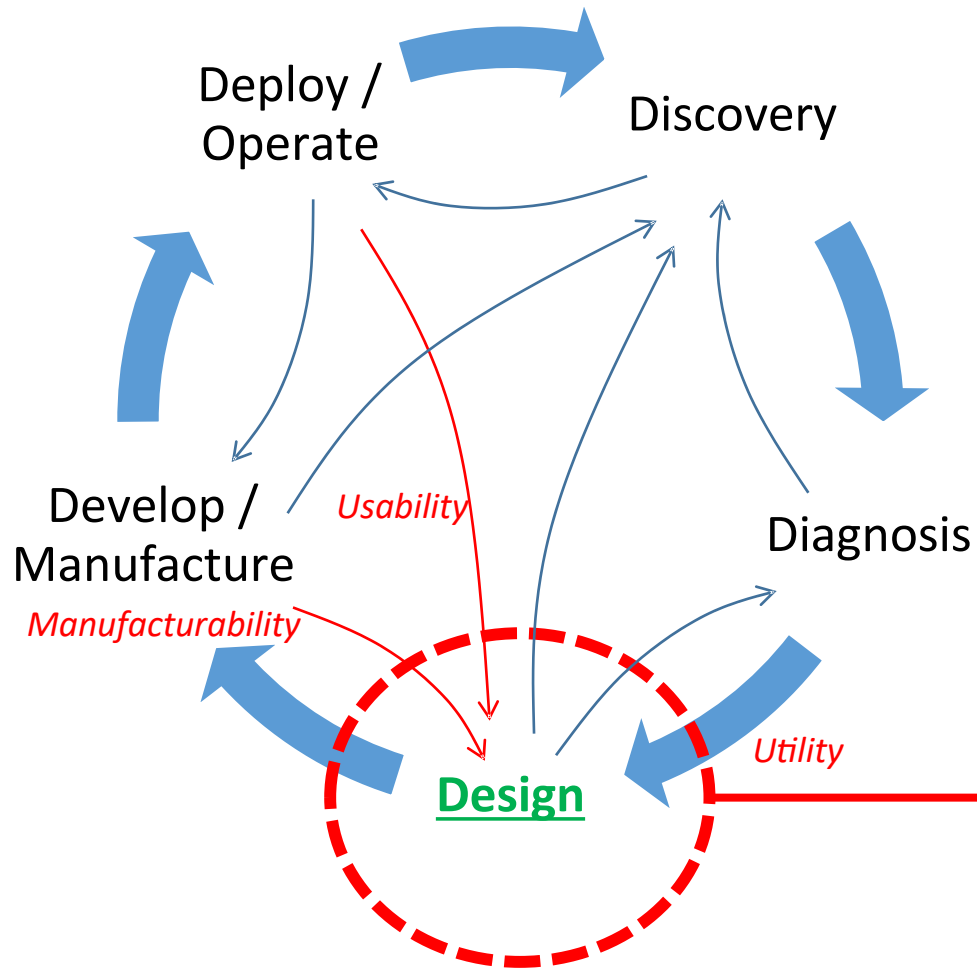 Deploy /
Operate
Discovery
Develop /
Manufacture
Manufacturability
Usability
Diagnosis
Utility
Design